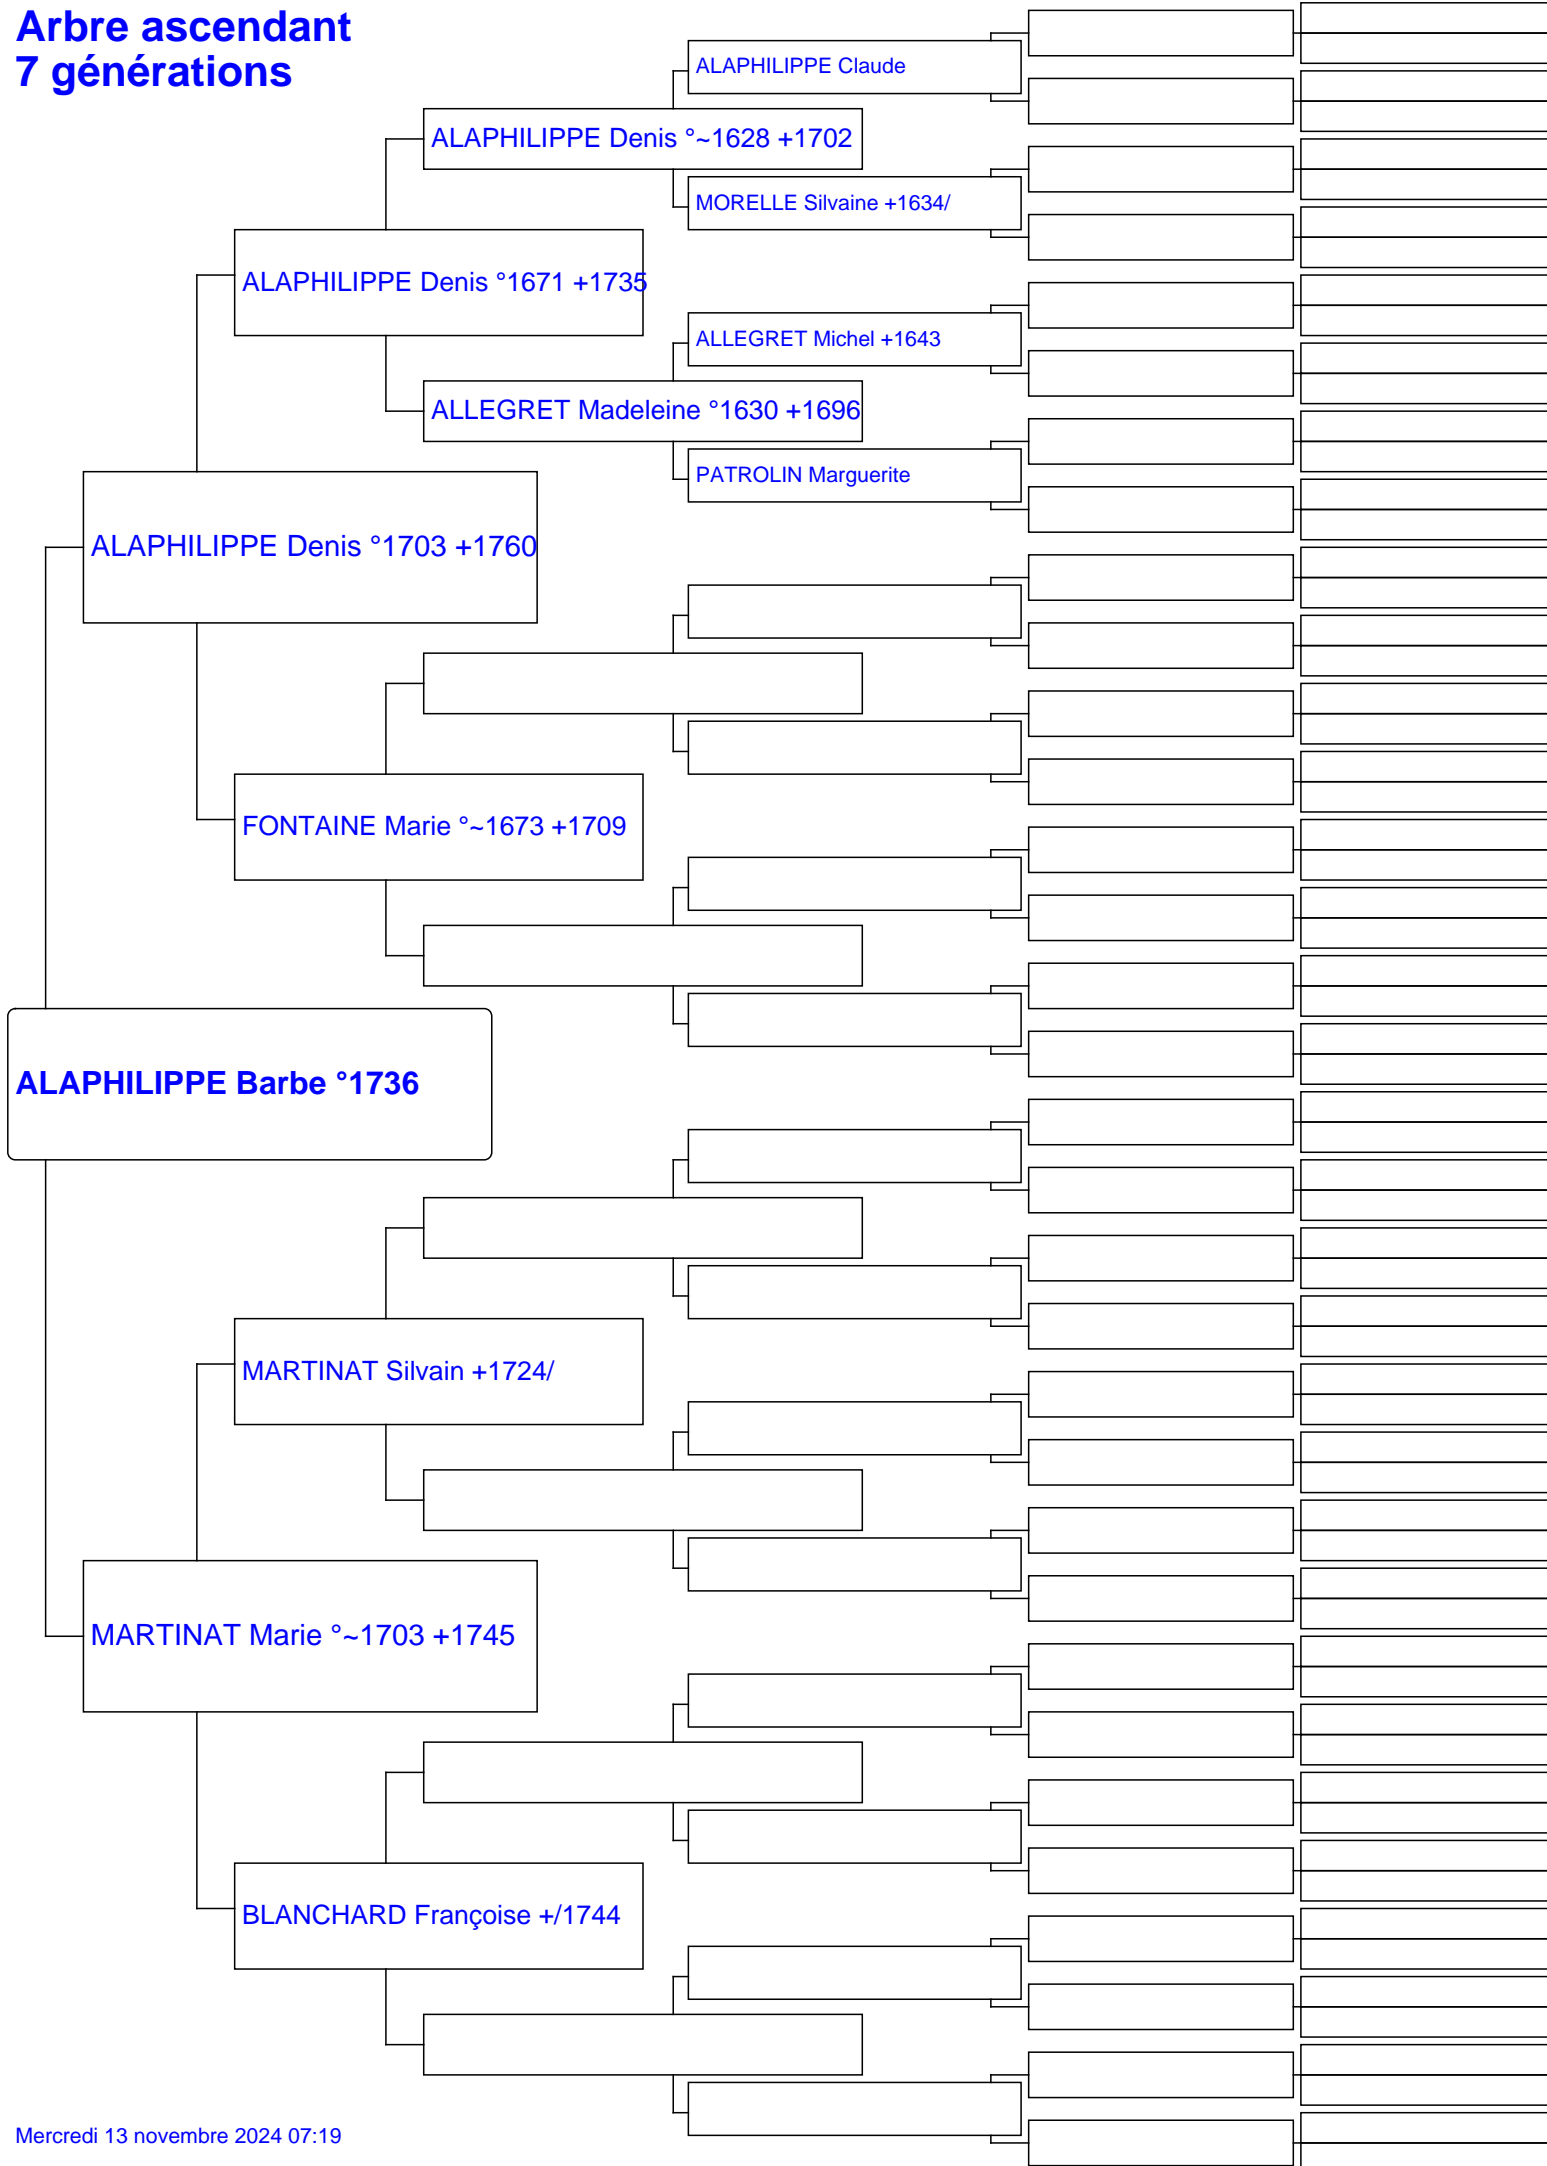 Arbre ascendant
7 générations
ALAPHILIPPE Claude
ALAPHILIPPE Denis °~1628 +1702
MORELLE Silvaine +1634/
ALAPHILIPPE Denis °1671 +1735
ALLEGRET Michel +1643
ALLEGRET Madeleine °1630 +1696
PATROLIN Marguerite
ALAPHILIPPE Denis °1703 +1760
FONTAINE Marie °~1673 +1709
ALAPHILIPPE Barbe °1736
MARTINAT Silvain +1724/
MARTINAT Marie °~1703 +1745
BLANCHARD Françoise +/1744
Mercredi 13 novembre 2024 07:19